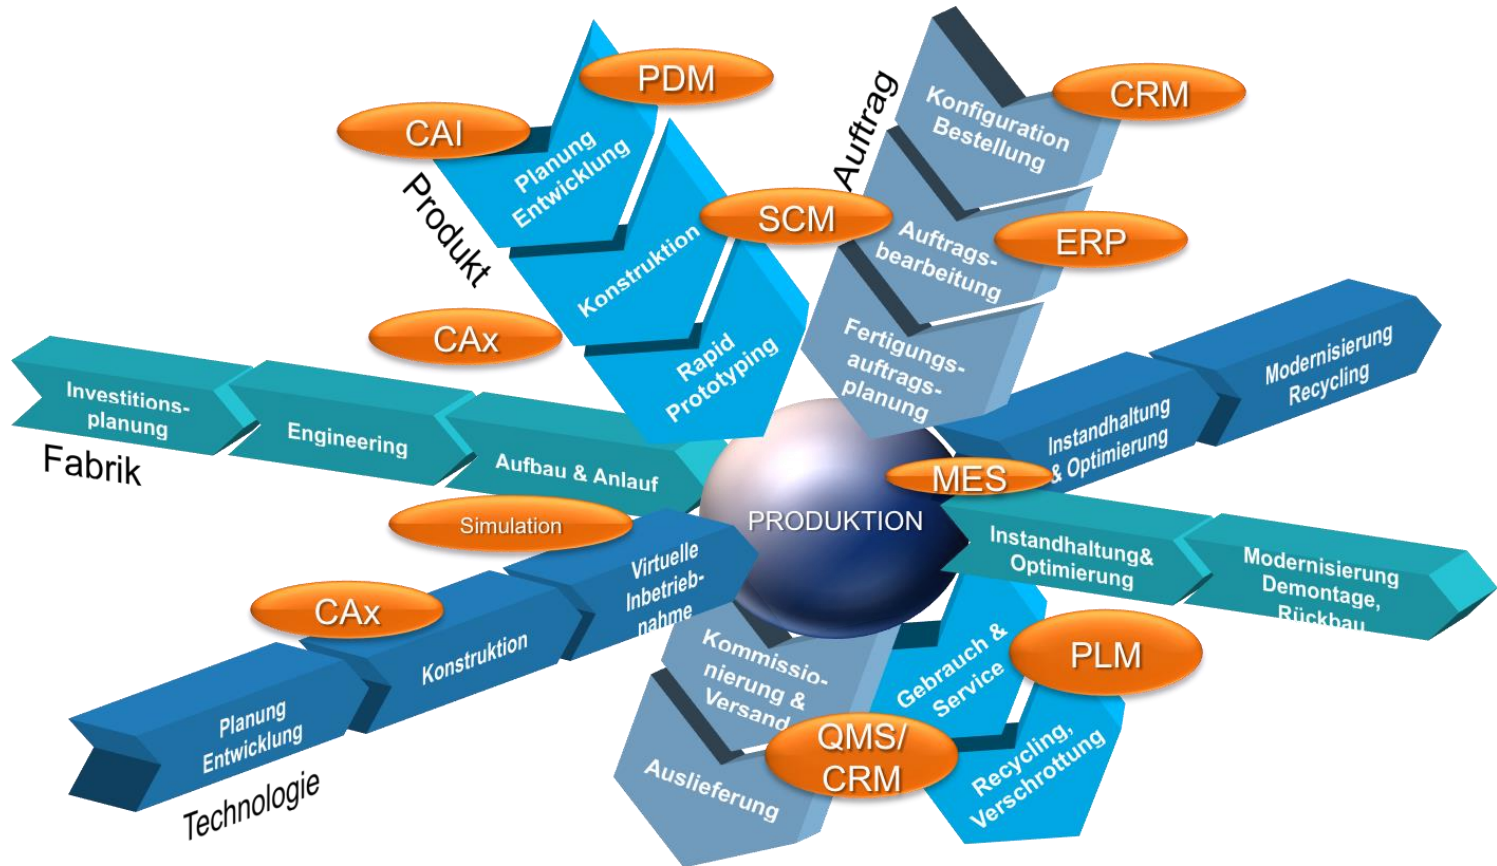 PDM
CAI
Planung
Entwicklung
Produkt
Konstruktion
Rapid
Prototyping
CAx
SCM
Auftrag
Konfiguration
Bestellung
CRM
Auftrags-
bearbeitung
ERP
Fertigungs-
auftrags-
planung
Investitions-
planung
Engineering
Aufbau & Anlauf
Fabrik
Simulation
PRODUKTION
MES
Instandhaltung
& Optimierung
Modernisierung
Recycling
Instandhaltung&
Optimierung
Modernisierung
Demontage,
Rückbau
CAx
Planung
Entwicklung
Konstruktion
Virtuelle
Inbetrieb-
nahme
Technologie
Kommissio-
nierung &
Versand
Auslieferung
QMS/
CRM
Gebrauch &
Service
PLM
Recycling,
Verschrottung